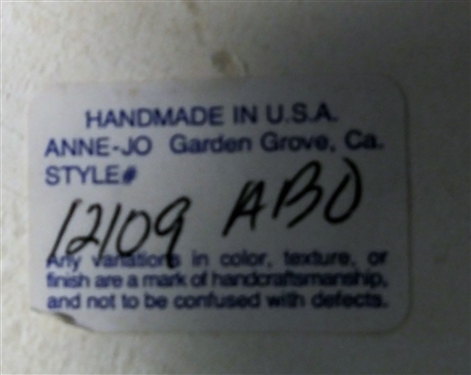 HANDMADE IN U.S.A.
ANNE-JO Garden Grove, Ca.
STYLE#
12109 ABO
Any variations in color, texture, or
finish are a mark of handcraftsmanship,
and not to be confused with defects.